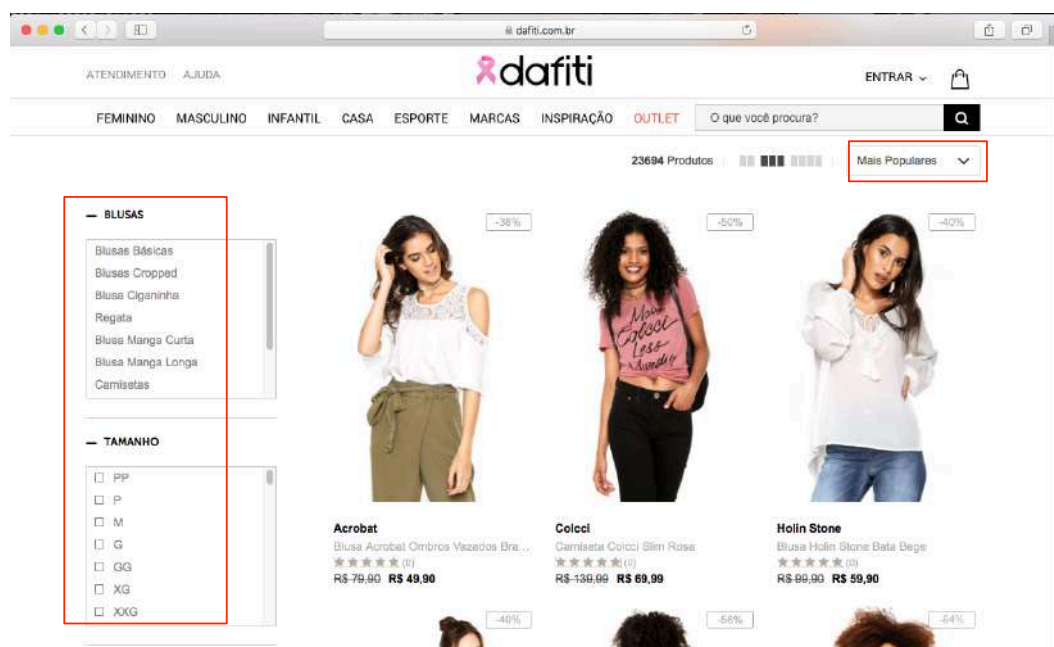 dafiti.com.br
ATENDIMENTO AJUDA
dafiti
ENTRAR
FEMININO MASCULINO INFANTIL CASA ESPORTE MARCAS INSPIRAÇÃO OUTLET O que você procura?
23694 Produtos Mais Populares
— BLUSAS
Blusas Básicas
Blusas Cropped
Blusa Ciganinha
Regata
Blusa Manga Curta
Blusa Manga Longa
Camisetas
— TAMANHO
PP
P
M
G
GG
XG
XXG
-38%
-50%
-40%
More
Colcci
Less
Acrobat
Blusa Acrobat Ombros Vazados Bra...
(0)
R$ 79,90 R$ 49,90
Colcci
Camiseta Colcci Slim Rosa
(0)
R$ 139,99 R$ 69,99
Holin Stone
Blusa Holin Stone Bata Bege
(0)
R$ 99,90 R$ 59,90
-40%
-56%
-54%